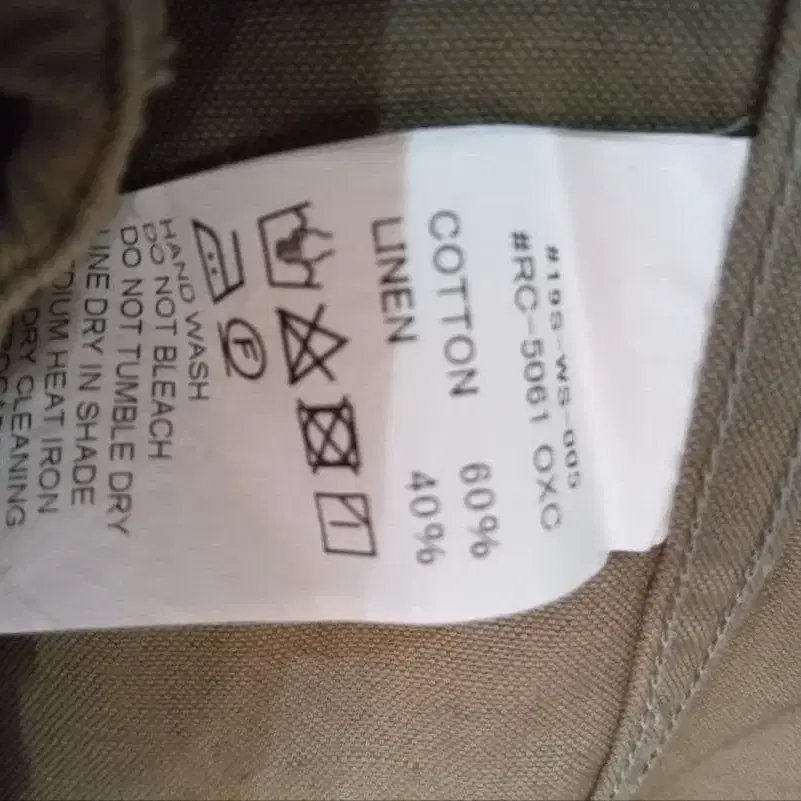 #19S-WS-005
#RC-5061 OXC
COTTON 60%
LINEN 40%
F
HAND WASH
DO NOT BLEACH
DO NOT TUMBLE DRY
LINE DRY IN SHADE
DIUM HEAT IRON
DRY CLEANING